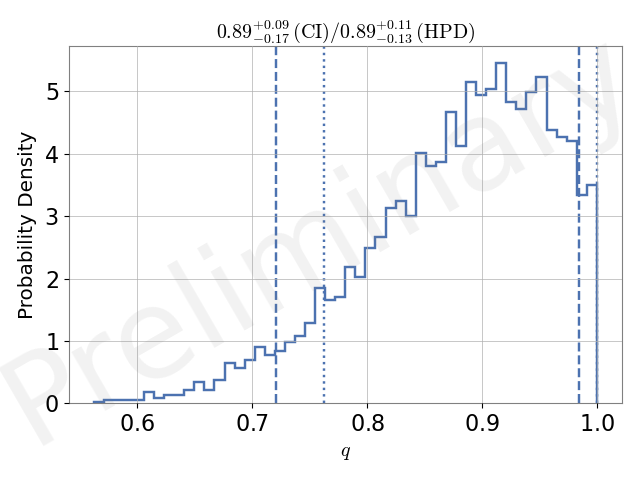 0.89^{+0.09}_{-0.17} (CI)/0.89^{+0.11}_{-0.13} (HPD)
Probability Density
5
4
3
2
1
0
0.6 0.7 0.8 0.9 1.0
q
Preliminary